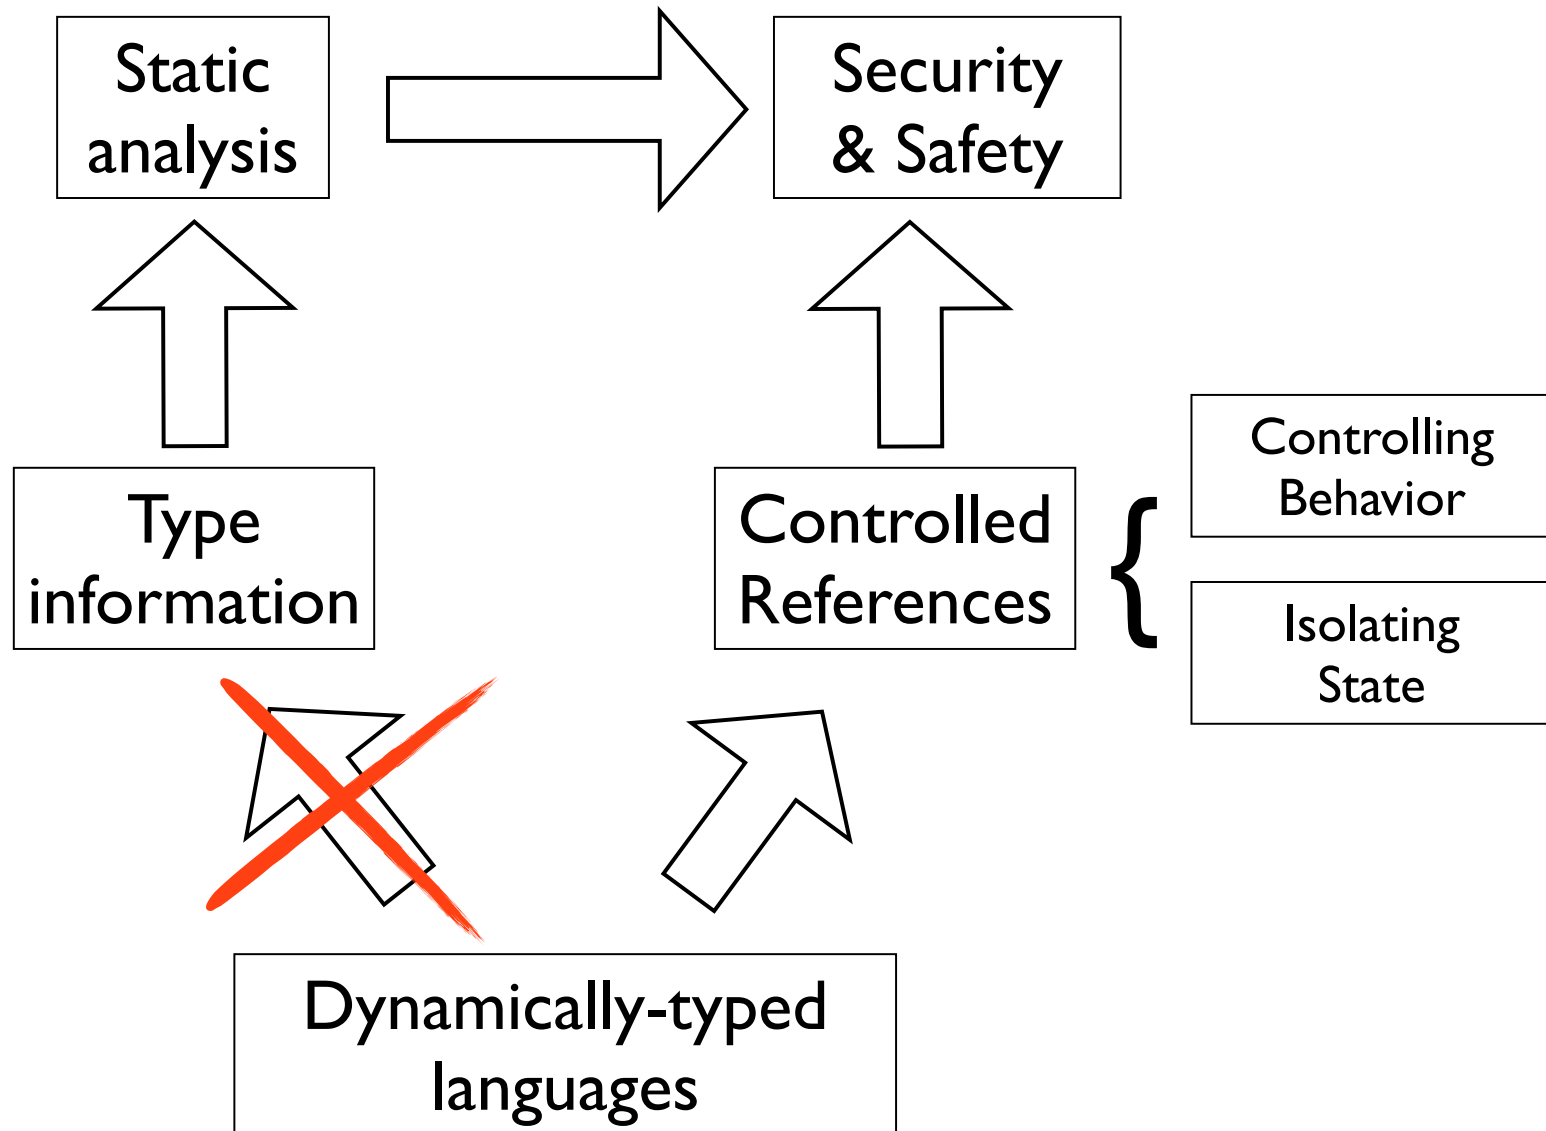 Static
analysis
Security
& Safety
Type
information
Controlled
References
{
Controlling
Behavior
Isolating
State
Dynamically-typed
languages